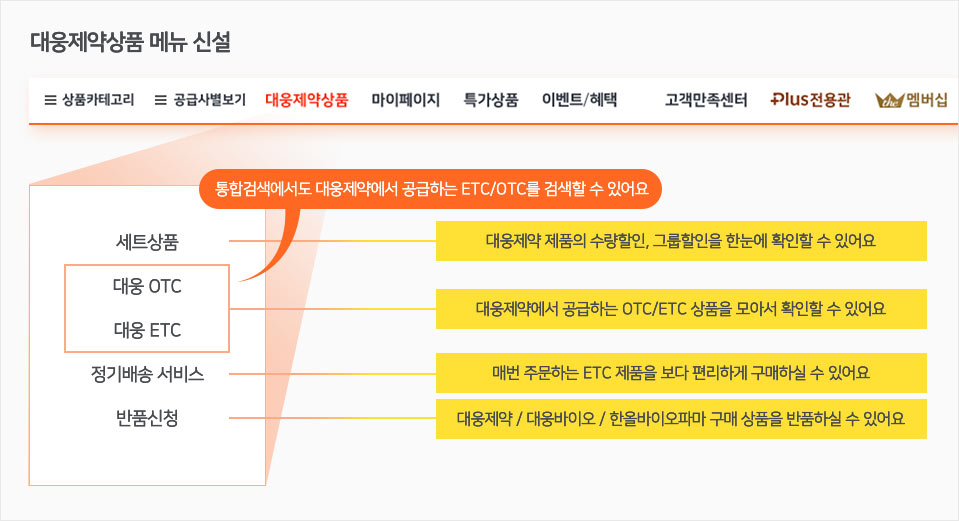 대웅제약상품 메뉴 신설
상품카테고리 공급사별보기 대웅제약상품 마이페이지 특가상품 이벤트/혜택 고객만족센터 Plus전용관 the멤버십
통합검색에서도 대웅제약에서 공급하는 ETC/OTC를 검색할 수 있어요
세트상품
대웅제약 제품의 수량할인, 그룹할인을 한눈에 확인할 수 있어요
대웅 OTC
대웅 ETC
대웅제약에서 공급하는 OTC/ETC 상품을 모아서 확인할 수 있어요
정기배송 서비스
매번 주문하는 ETC 제품을 보다 편리하게 구매하실 수 있어요
반품신청
대웅제약 / 대웅바이오 / 한올바이오파마 구매 상품을 반품하실 수 있어요